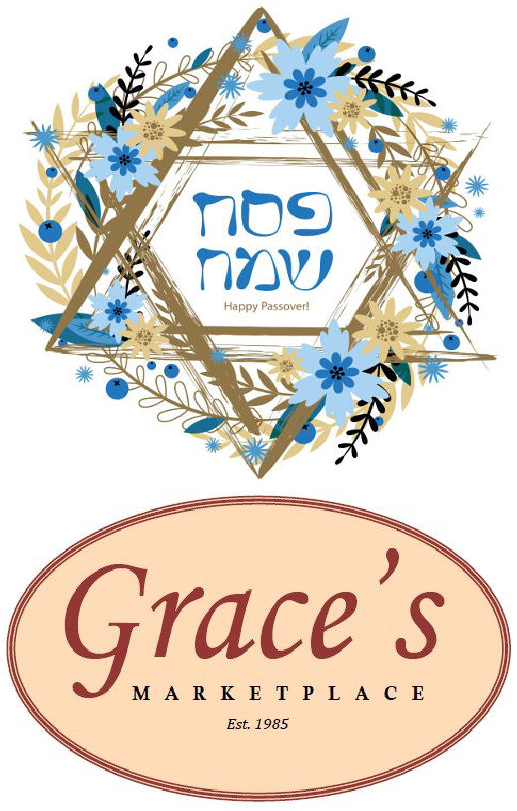 פסח
שמח
Happy Passover!
Grace's
MARKETPLACE
Est. 1985